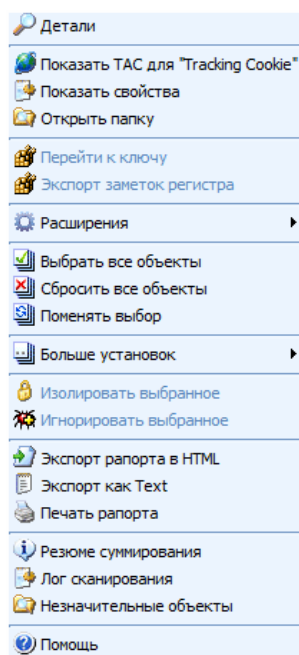 Детали
Показать TAC для "Tracking Cookie"
Показать свойства
Открыть папку
Перейти к ключу
Экспорт заметок регистра
Расширения
Выбрать все объекты
Сбросить все объекты
Поменять выбор
Больше установок
Изолировать выбранное
Игнорировать выбранное
Экспорт рапорта в HTML
Экспорт как Text
Печать рапорта
Резюме суммирования
Лог сканирования
Незначительные объекты
Помощь